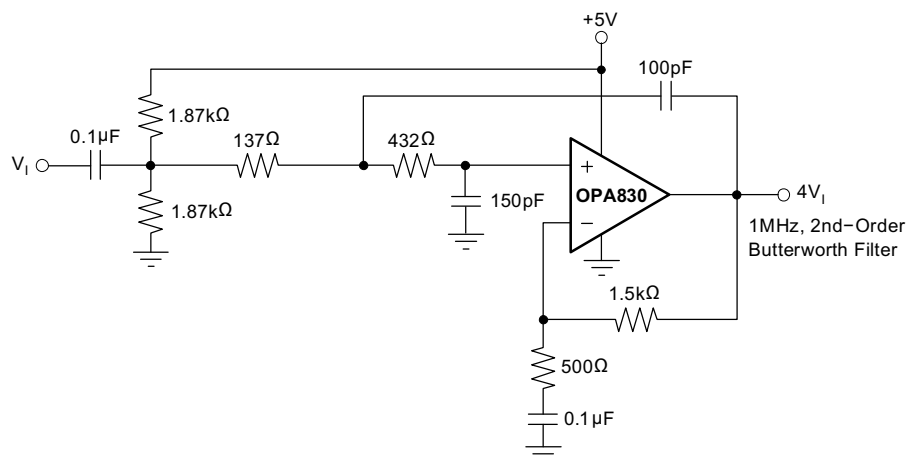 +5V
100pF
1.87kΩ
0.1µF
137Ω
432Ω
V_I
+
OPA830
4V_I
150pF
1.87kΩ
−
1MHz, 2nd−Order
Butterworth Filter
1.5kΩ
500Ω
0.1µF